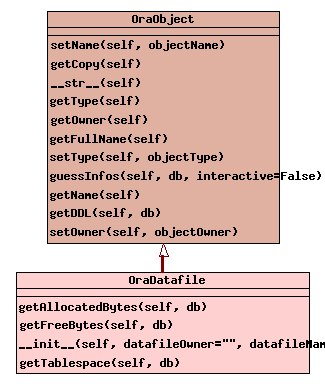 OraObject
setName(self, objectName)
getCopy(self)
__str__(self)
getType(self)
getOwner(self)
getFullName(self)
setType(self, objectType)
guessInfos(self, db, interactive=False)
getName(self)
getDDL(self, db)
setOwner(self, objectOwner)
OraDatafile
getAllocatedBytes(self, db)
getFreeBytes(self, db)
__init__(self, datafileOwner="", datafileNam
getTablespace(self, db)